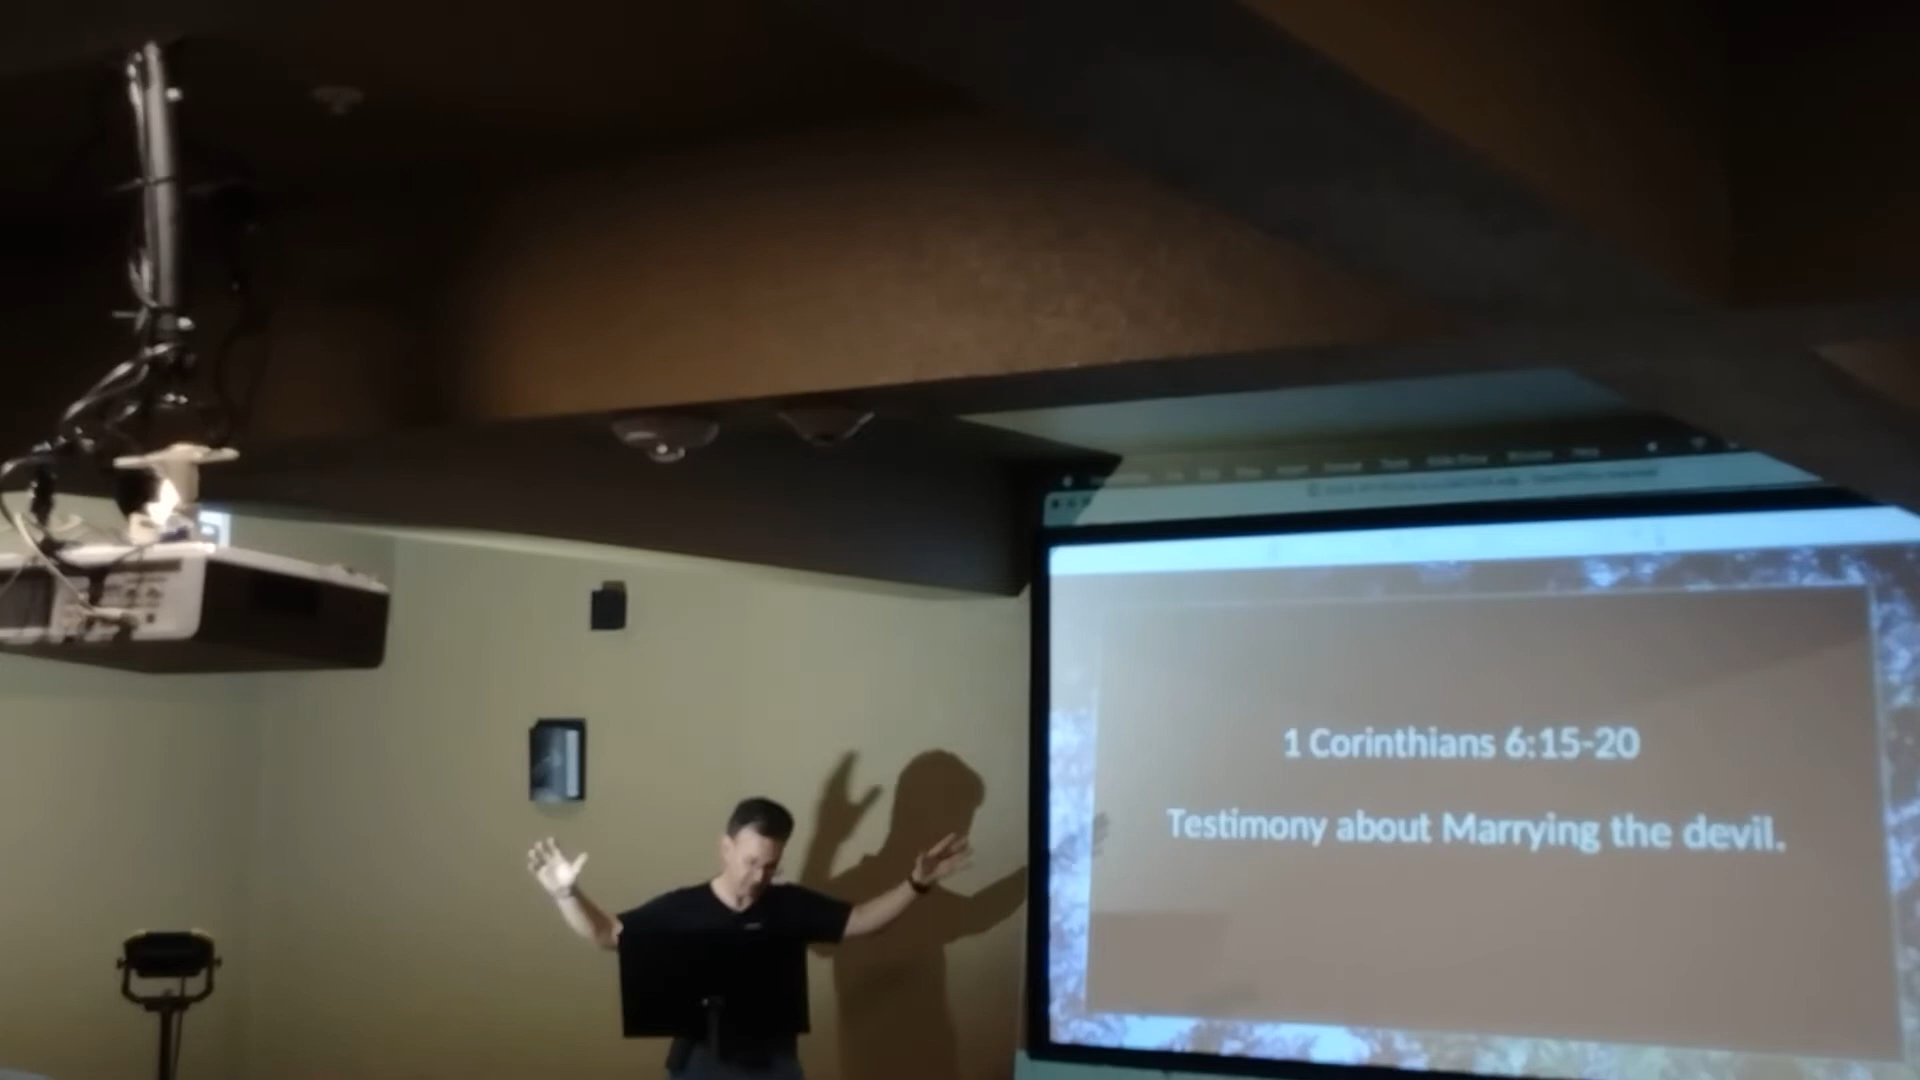 1 Corinthians 6:15-20
Testimony about Marrying the devil.